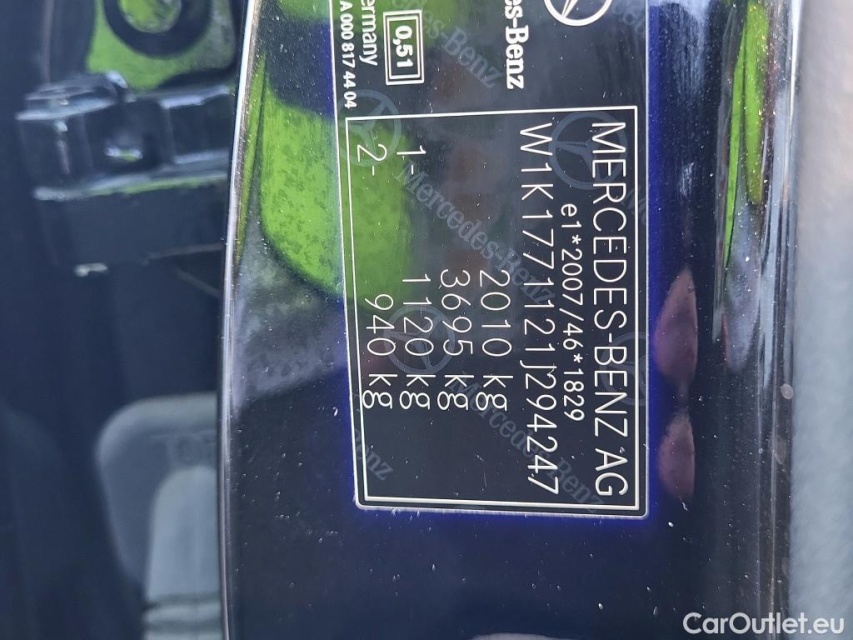 Mercedes-Benz
Germany
0,51
A 000 817 44 04
MERCEDES-BENZ AG
e1*2007/46*1829
W1K1771121J294247
2010 kg
3695 kg
1- 1120 kg
2- 940 kg
CarOutlet.eu